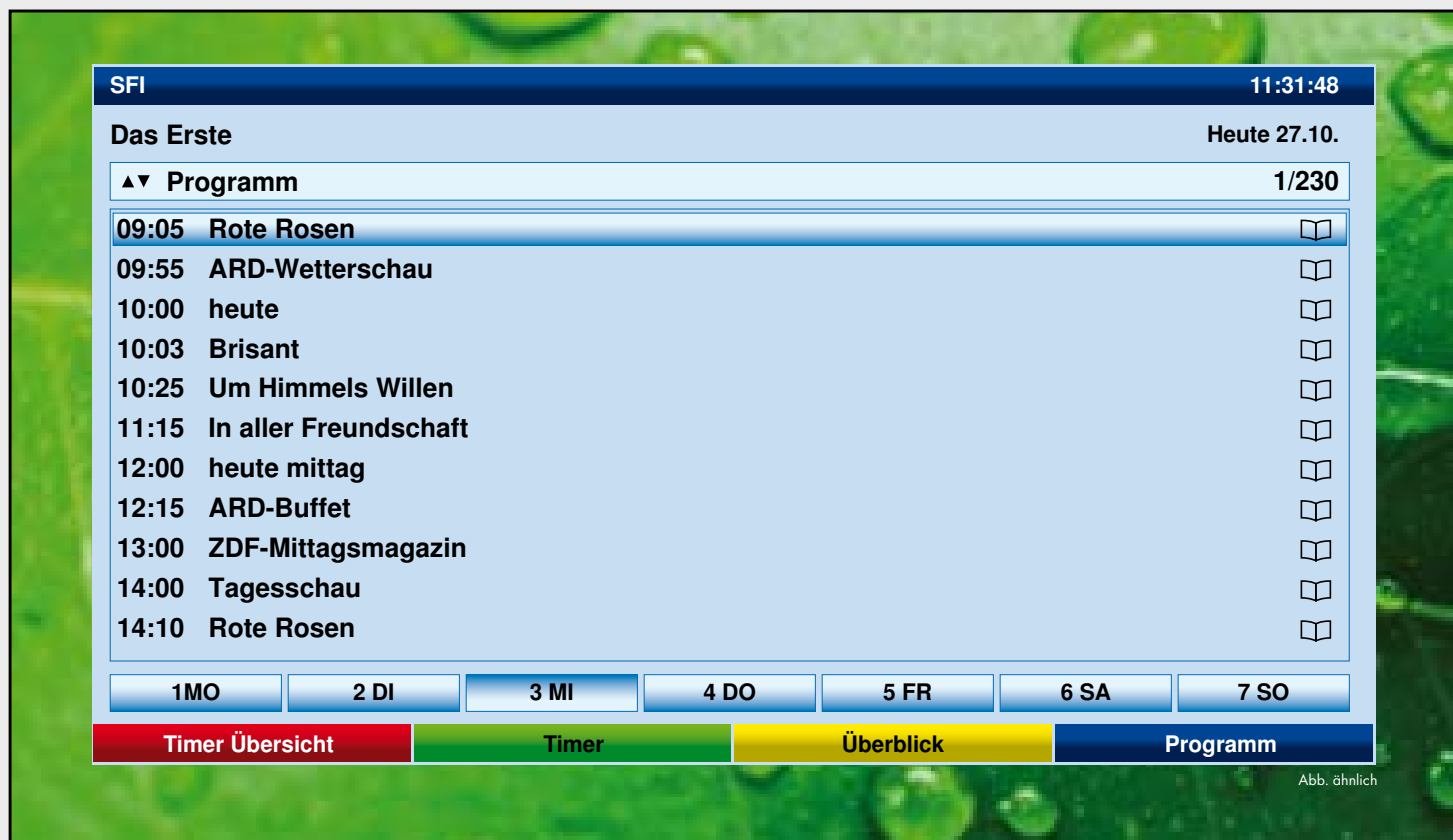 SFI 11:31:48
Das Erste Heute 27.10.
▲▼ Programm 1/230
09:05 Rote Rosen
09:55 ARD-Wetterschau
10:00 heute
10:03 Brisant
10:25 Um Himmels Willen
11:15 In aller Freundschaft
12:00 heute mittag
12:15 ARD-Buffet
13:00 ZDF-Mittagsmagazin
14:00 Tagesschau
14:10 Rote Rosen
1MO 2 DI 3 MI 4 DO 5 FR 6 SA 7 SO
Timer Übersicht Timer Überblick Programm
Abb. ähnlich